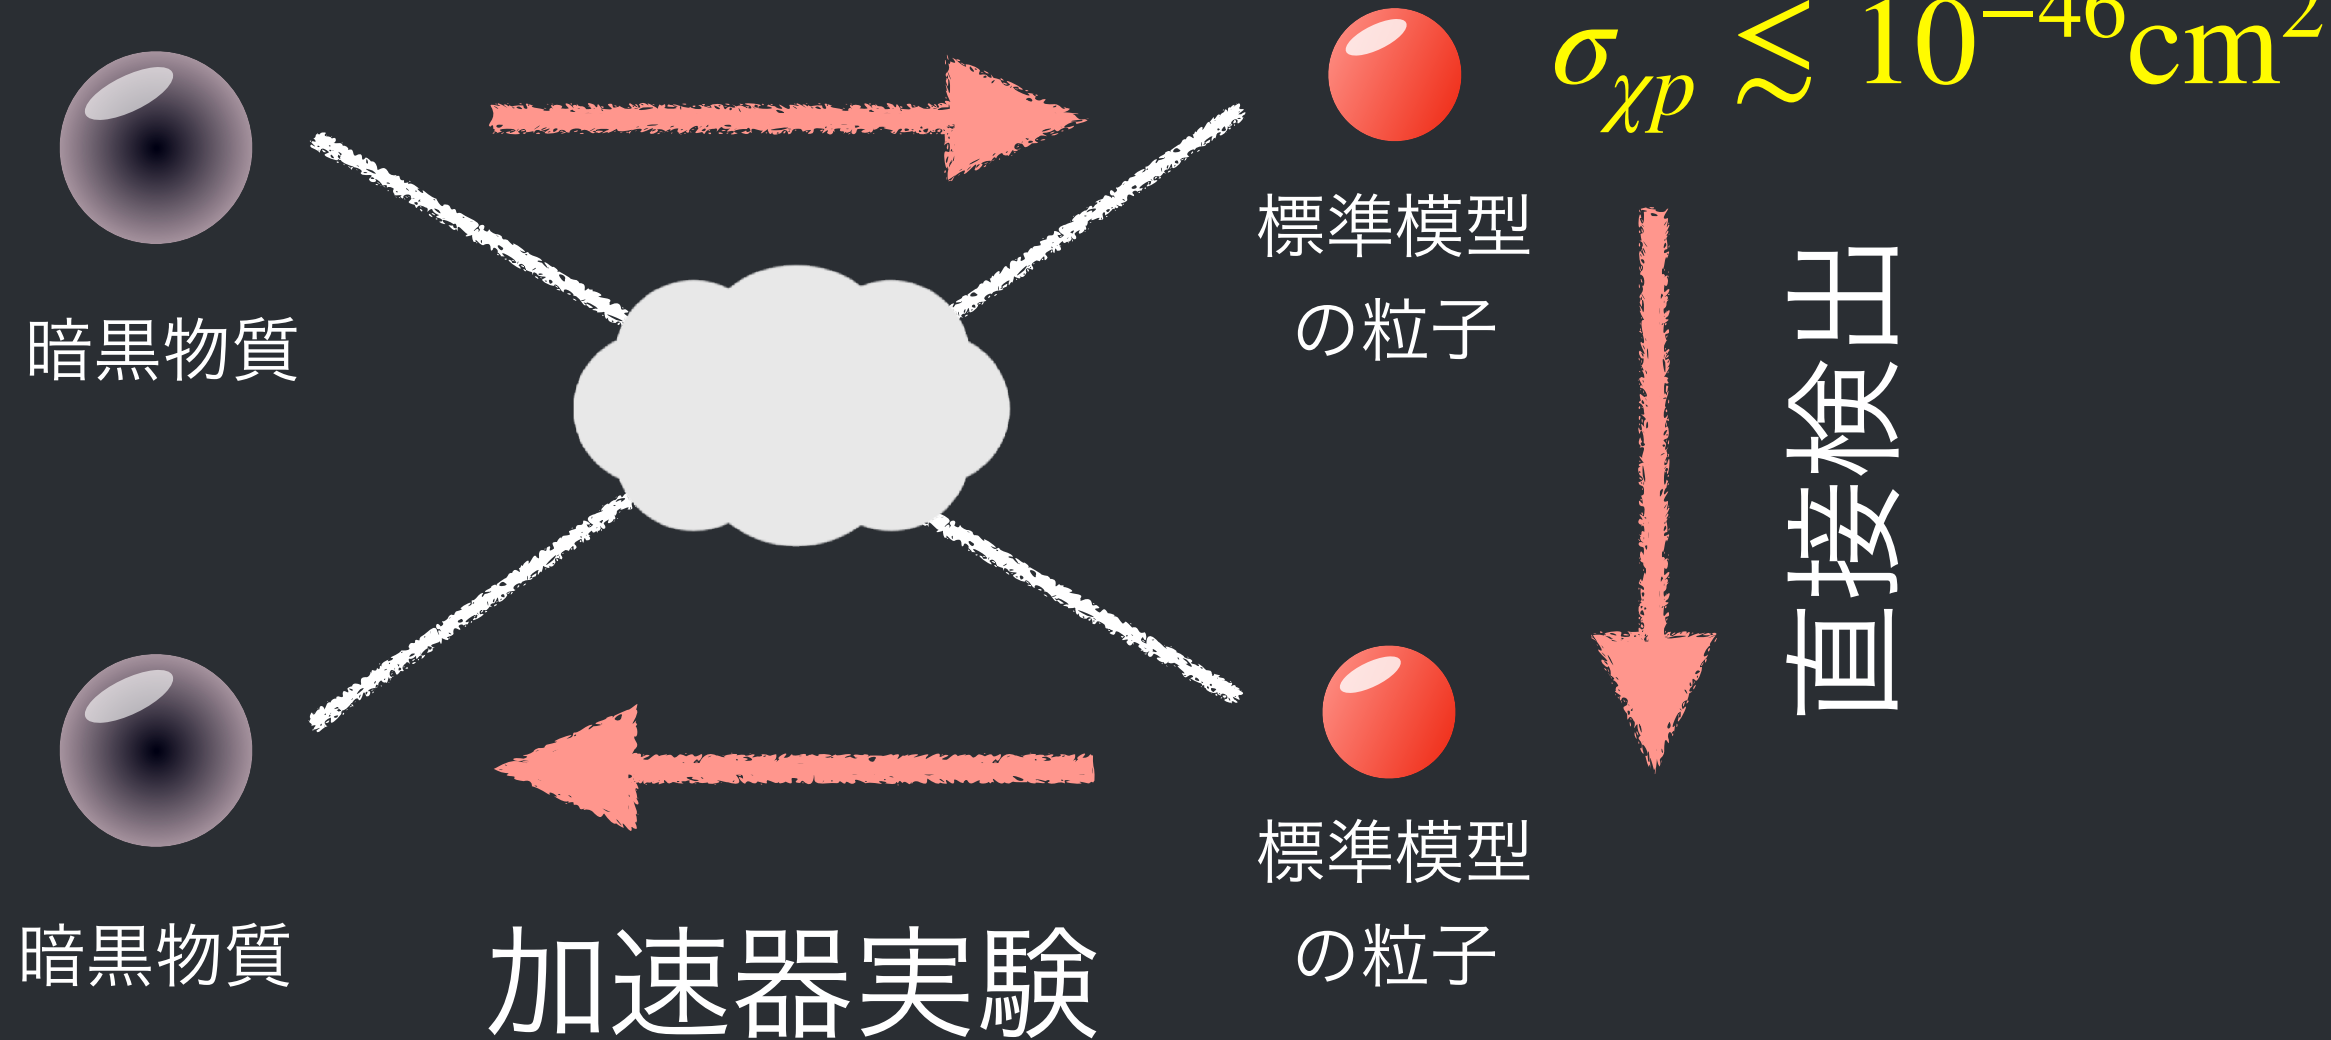 σχp ≲ 10−46cm2
標準模型
の粒子
暗黒物質
直接検出
標準模型
の粒子
暗黒物質
加速器実験